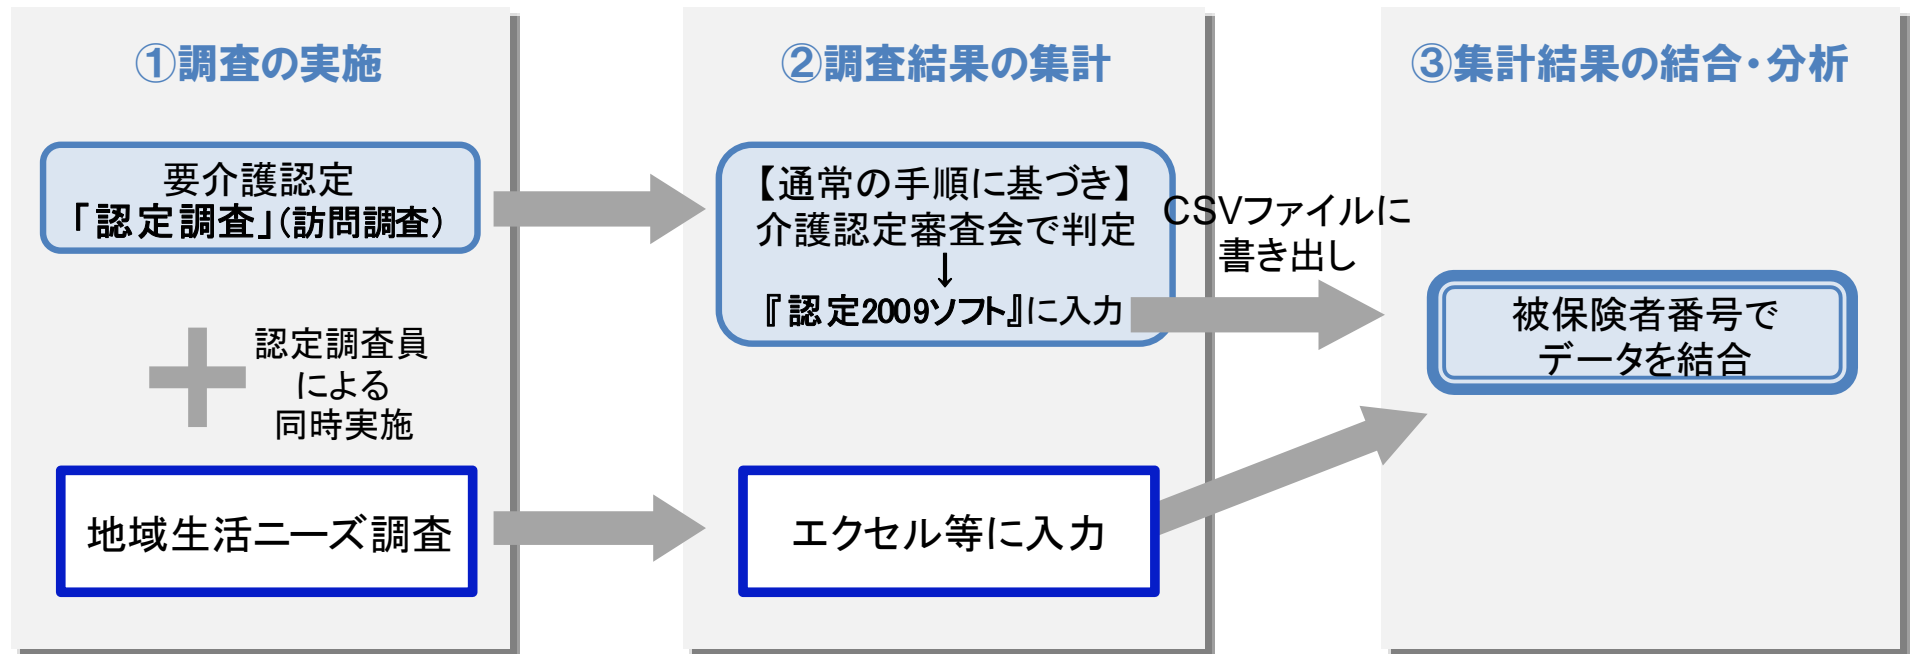 ①調査の実施
要介護認定
「認定調査」(訪問調査)
認定調査員
による
同時実施
地域生活ニーズ調査
②調査結果の集計
【通常の手順に基づき】
介護認定審査会で判定
↓
『認定2009ソフト』に入力
エクセル等に入力
CSVファイルに
書き出し
③集計結果の結合・分析
被保険者番号で
データを結合